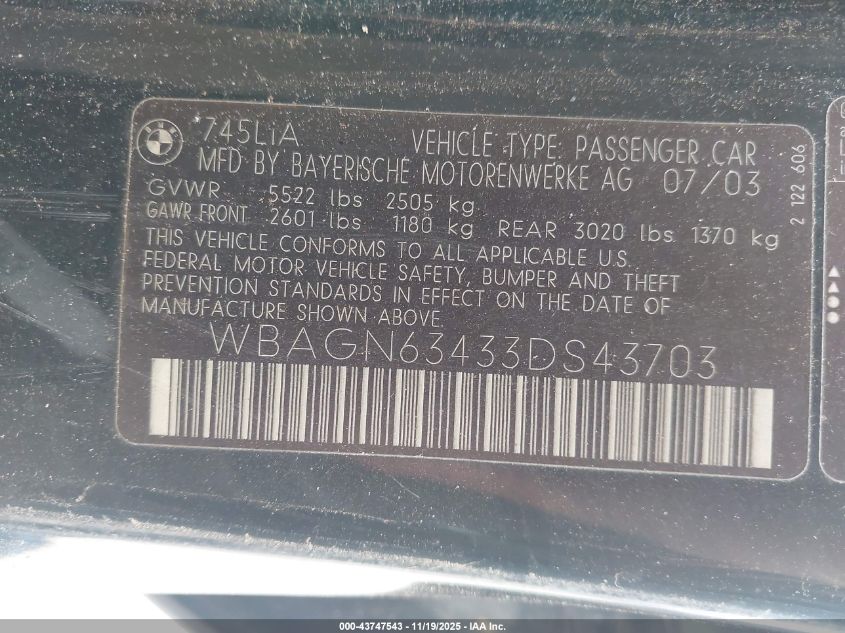 745LiA VEHICLE TYPE: PASSENGER CAR
MFD BY BAYERISCHE MOTORENWERKE AG 07/03
GVWR 5522 lbs 2505 kg
GAWR FRONT 2601 lbs 1180 kg REAR 3020 lbs 1370 kg
THIS VEHICLE CONFORMS TO ALL APPLICABLE U.S.
FEDERAL MOTOR VEHICLE SAFETY, BUMPER AND THEFT
PREVENTION STANDARDS IN EFFECT ON THE DATE OF
MANUFACTURE SHOWN ABOVE.
WBAGN63433DS43703
2 122 606
BMW
000-43747543 - 11/19/2025 - IAA Inc.